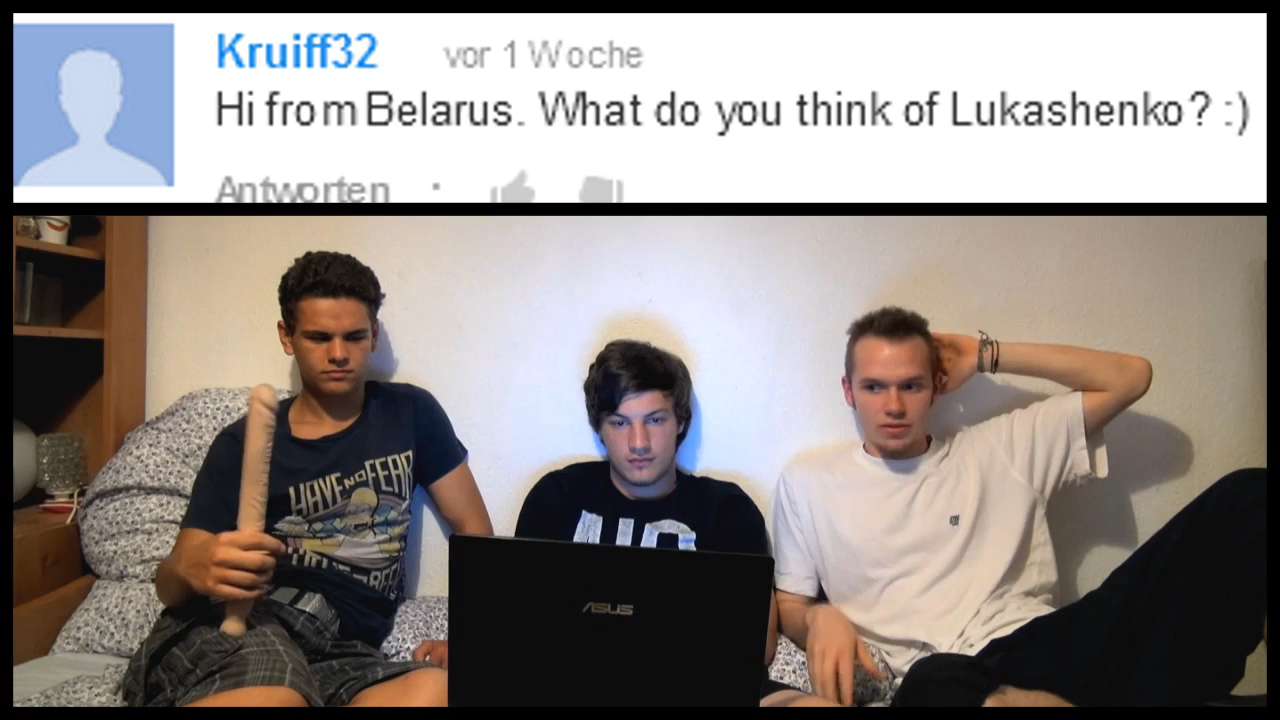 Kruiff32 vor 1 Woche
Hi from Belarus. What do you think of Lukashenko? :)
Antworten
HAVE NO FEAR
ASUS